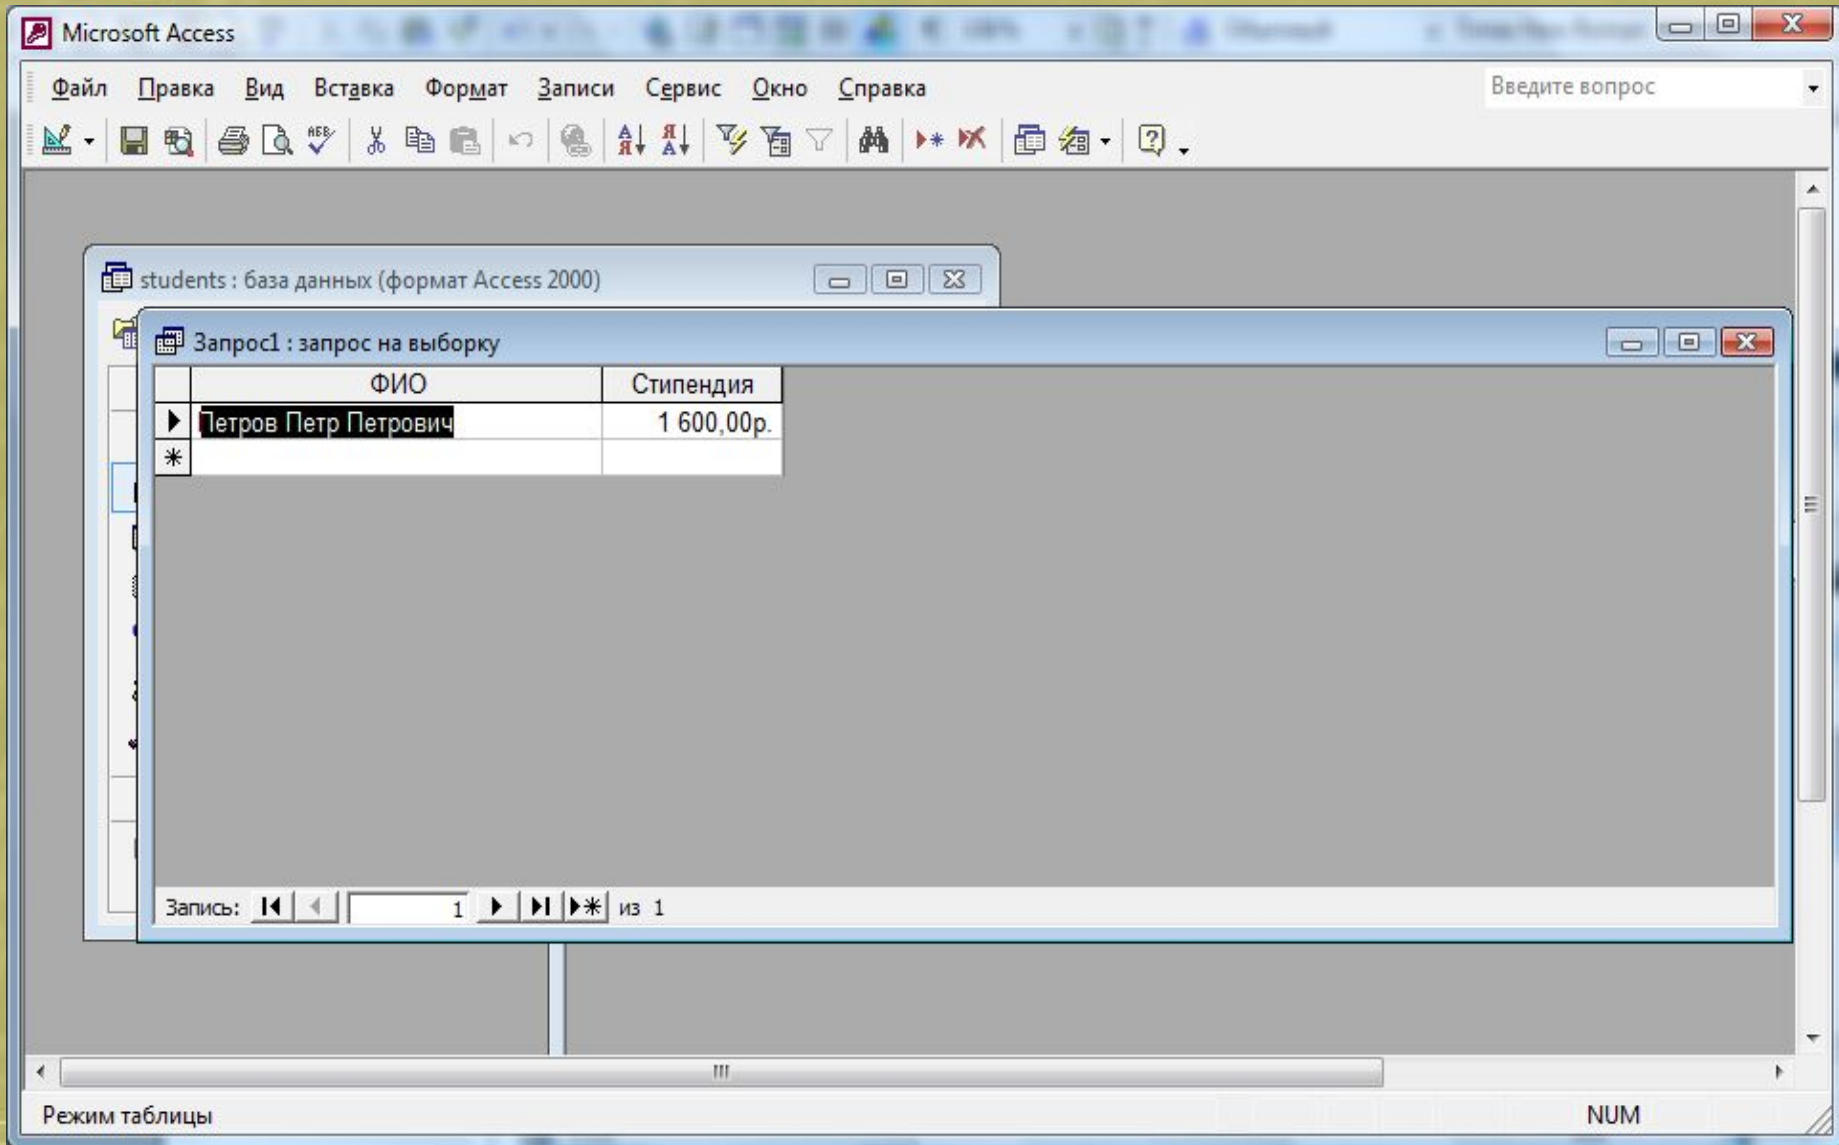 Microsoft Access
Файл Правка Вид Вставка Формат Записи Сервис Окно Справка Введите вопрос
students : база данных (формат Access 2000)
Запрос1 : запрос на выборку
ФИО Стипендия
Петров Петр Петрович 1 600,00р.
Запись: 1 из 1
Режим таблицы NUM